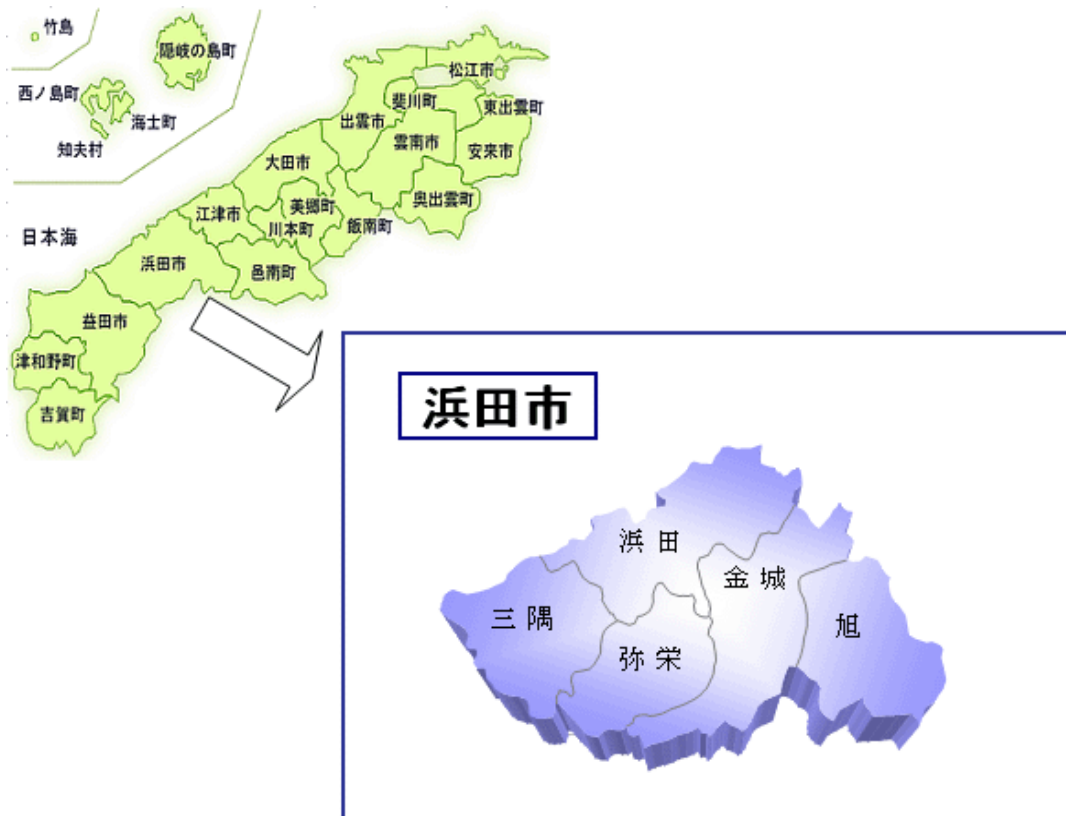 竹島
隠岐の島町
西ノ島町
海士町
知夫村
松江市
斐川町
東出雲町
出雲市
雲南市
安来市
大田市
奥出雲町
美郷町
江津市
川本町
飯南町
日本海
浜田市
邑南町
益田市
津和野町
吉賀町
浜田市
浜田
金城
三隅
旭
弥栄